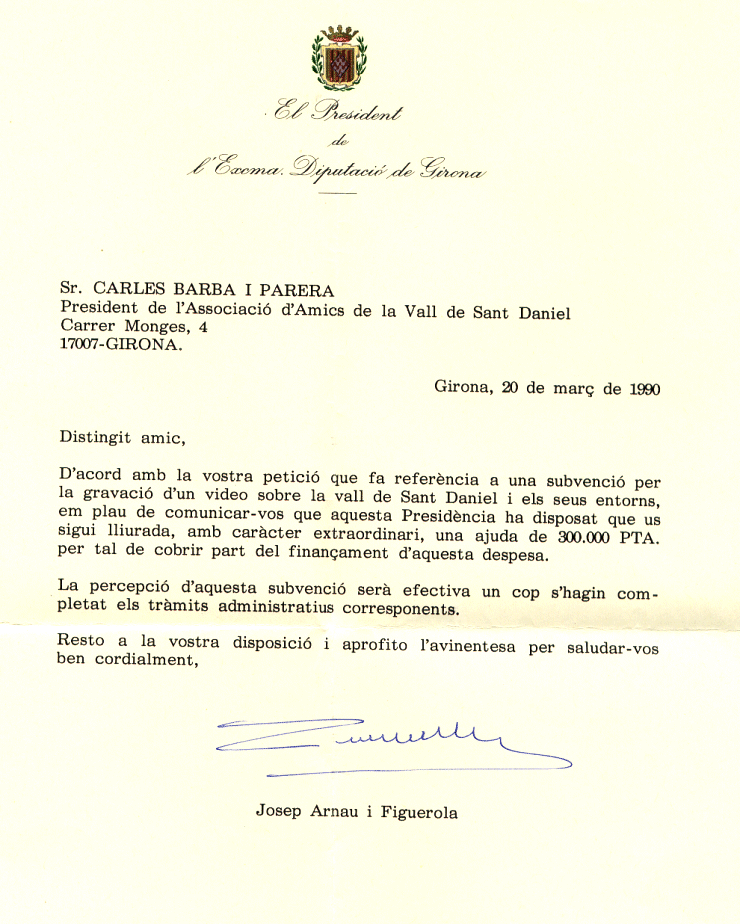 El President
de
l'Excma. Diputació de Girona
Sr. CARLES BARBA I PARERA
President de l'Associació d'Amics de la Vall de Sant Daniel
Carrer Monges, 4
17007-GIRONA.
Girona, 20 de març de 1990
Distingit amic,
D'acord amb la vostra petició que fa referència a una subvenció per
la gravació d'un video sobre la vall de Sant Daniel i els seus entorns,
em plau de comunicar-vos que aquesta Presidència ha disposat que us
sigui lliurada, amb caràcter extraordinari, una ajuda de 300.000 PTA.
per tal de cobrir part del finançament d'aquesta despesa.
La percepció d'aquesta subvenció serà efectiva un cop s'hagin com-
pletat els tràmits administratius corresponents.
Resto a la vostra disposició i aprofito l'avinentesa per saludar-vos
ben cordialment,
Josep Arnau i Figuerola